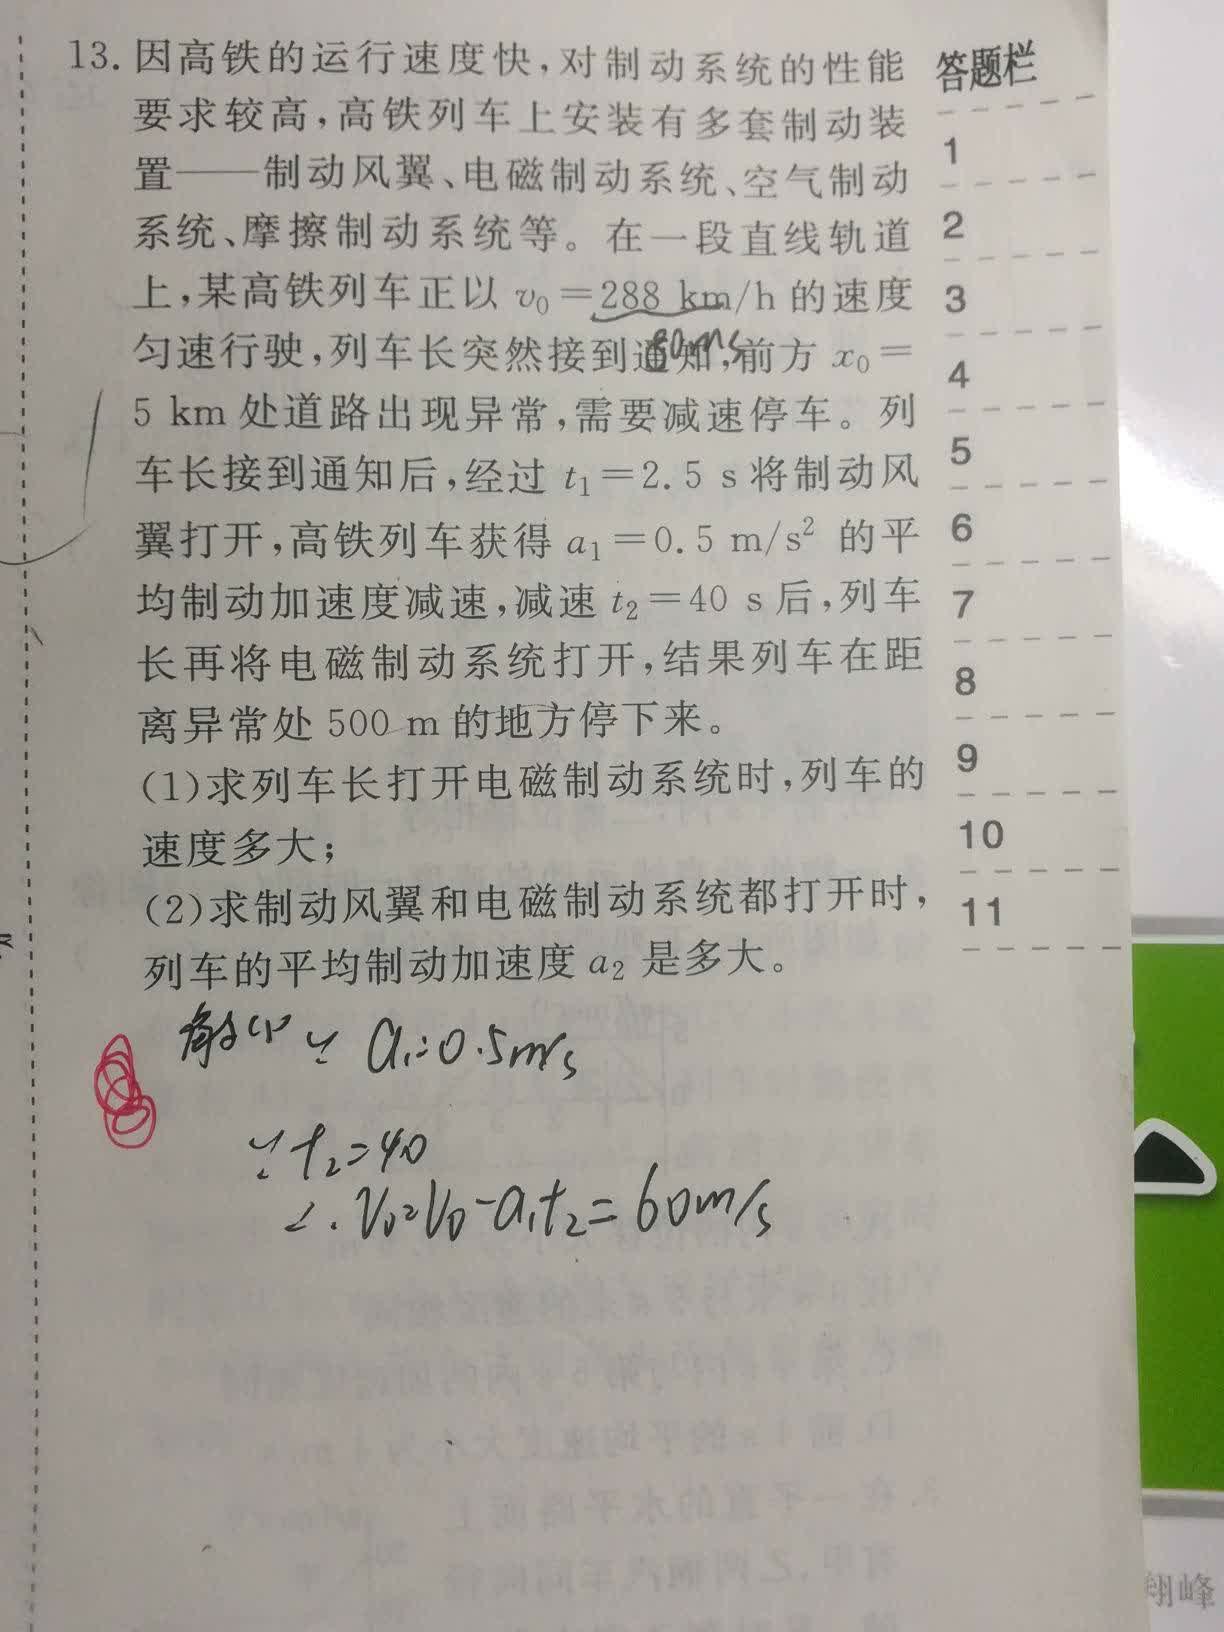 13. 因高铁的运行速度快,对制动系统的性能
要求较高,高铁列车上安装有多套制动装
置——制动风翼、电磁制动系统、空气制动
系统、摩擦制动系统等。在一段直线轨道
上,某高铁列车正以 v₀=288 km/h 的速度
80m/s
匀速行驶,列车长突然接到通知,前方 x₀=
5 km 处道路出现异常,需要减速停车。列
车长接到通知后,经过 t₁=2.5 s 将制动风
翼打开,高铁列车获得 a₁=0.5 m/s² 的平
均制动加速度减速,减速 t₂=40 s 后,列车
长再将电磁制动系统打开,结果列车在距
离异常处 500 m 的地方停下来。
(1)求列车长打开电磁制动系统时,列车的
速度多大;
(2)求制动风翼和电磁制动系统都打开时,
列车的平均制动加速度 a₂ 是多大。
解(1) ∵ a₁=0.5m/s
∵ t₂=40
∴ V₁=V₀-a₁t₂=60m/s
答题栏
1
2
3
4
5
6
7
8
9
10
11
翔峰